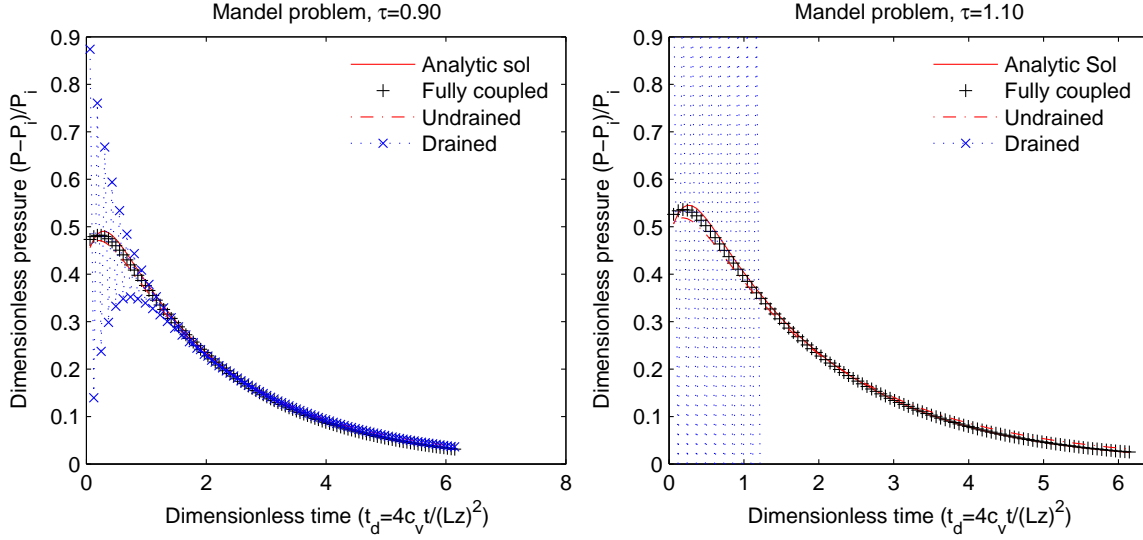 Mandel problem, τ=0.90
0.9
0.8
0.7
0.6
0.5
0.4
0.3
0.2
0.1
0
Dimensionless pressure (P−P_i)/P_i
Analytic sol
Fully coupled
Undrained
Drained
0 2 4 6 8
Dimensionless time (t_d=4c_vt/(Lz)^2)
Mandel problem, τ=1.10
0.9
0.8
0.7
0.6
0.5
0.4
0.3
0.2
0.1
0
Dimensionless pressure (P−P_i)/P_i
Analytic Sol
Fully coupled
Undrained
Drained
0 1 2 3 4 5 6
Dimensionless time (t_d=4c_vt/(Lz)^2)